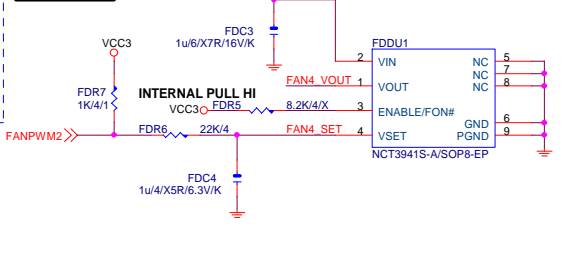 FDC3
1u/6/X7R/16V/K
VCC3
FDDU1
2 VIN NC 5
NC 7
FAN4_VOUT 1 VOUT NC 8
FDR7
1K/4/1
INTERNAL PULL HI
VCC3 FDR5 8.2K/4/X 3 ENABLE/FON#
GND 6
FANPWM2 FDR6 22K/4 FAN4_SET 4 VSET PGND 9
NCT3941S-A/SOP8-EP
FDC4
1u/4/X5R/6.3V/K